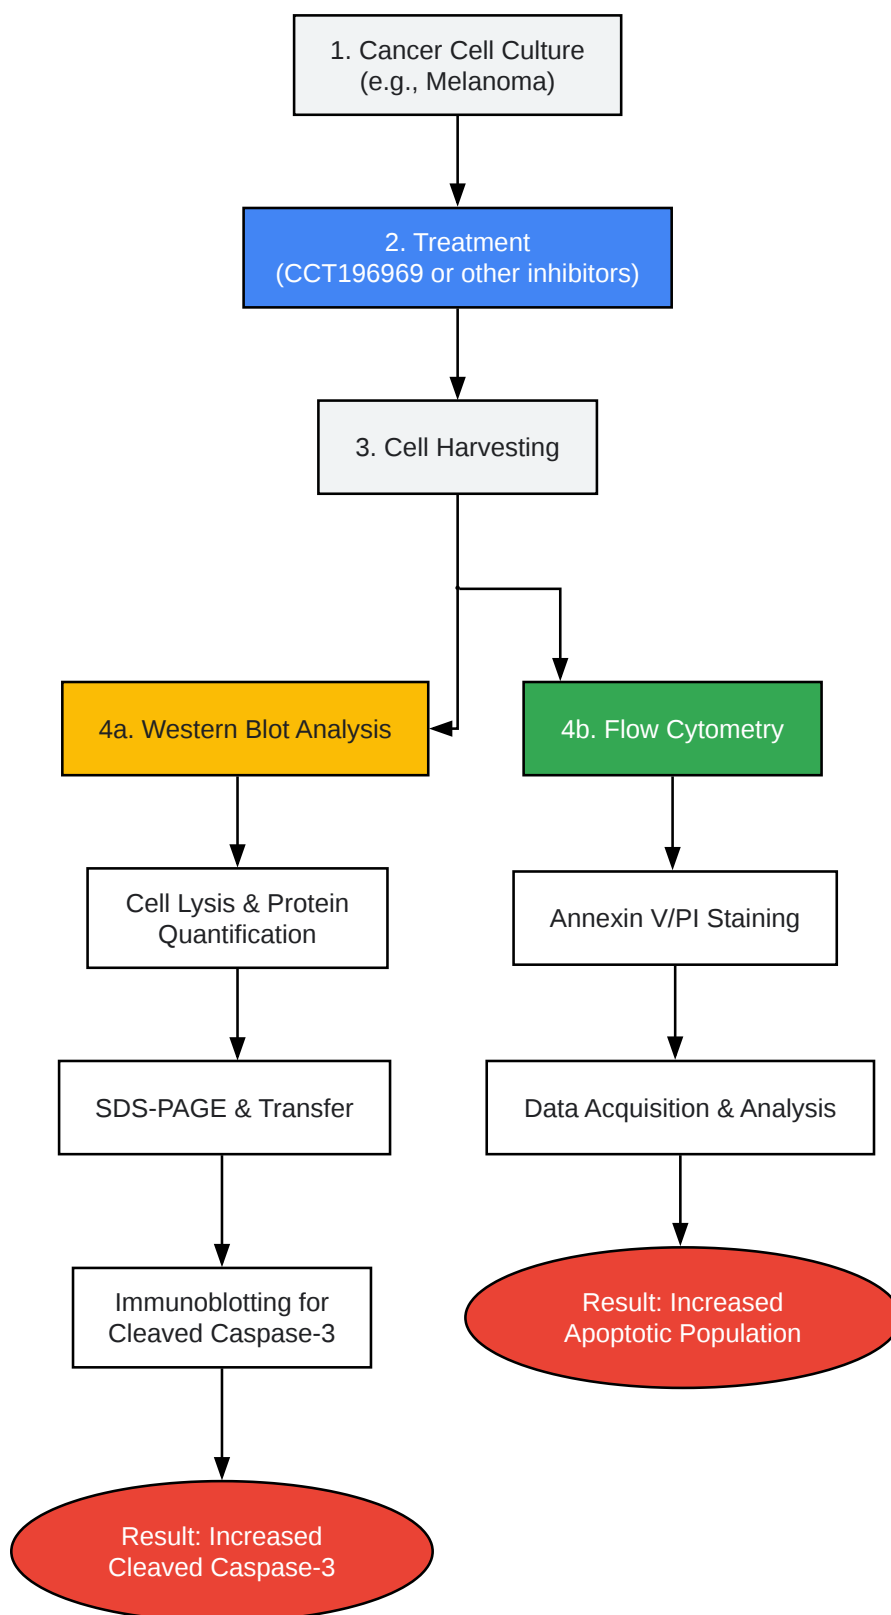 1. Cancer Cell Culture
(e.g., Melanoma)
2. Treatment
(CCT196969 or other inhibitors)
3. Cell Harvesting
4a. Western Blot Analysis
4b. Flow Cytometry
Cell Lysis & Protein
Quantification
Annexin V/PI Staining
SDS-PAGE & Transfer
Data Acquisition & Analysis
Immunoblotting for
Cleaved Caspase-3
Result: Increased
Apoptotic Population
Result: Increased
Cleaved Caspase-3